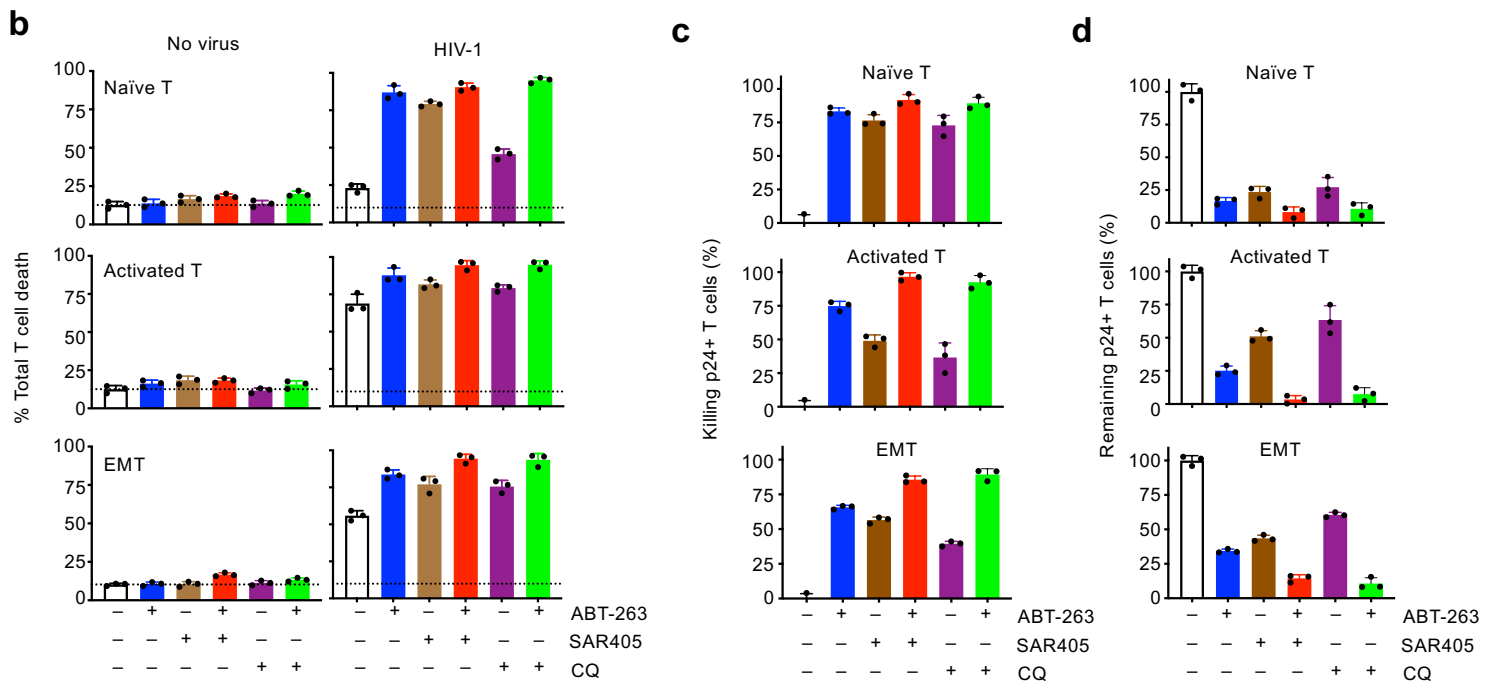 b
No virus
HIV-1
% Total T cell death
100
75
50
25
0
Naïve T
100
75
50
25
0
Activated T
100
75
50
25
0
EMT
– + – + – +
– – + + – –
– – – – + +
– + – + – + ABT-263
– – + + – – SAR405
– – – – + + CQ
c
Killing p24+ T cells (%)
Naïve T
100
75
50
25
0
Activated T
100
75
50
25
0
EMT
100
75
50
25
0
– + – + – + ABT-263
– – + + – – SAR405
– – – – + + CQ
d
Remaining p24+ T cells (%)
Naïve T
100
75
50
25
0
Activated T
100
75
50
25
0
EMT
100
75
50
25
0
– + – + – + ABT-263
– – + + – – SAR405
– – – – + + CQ